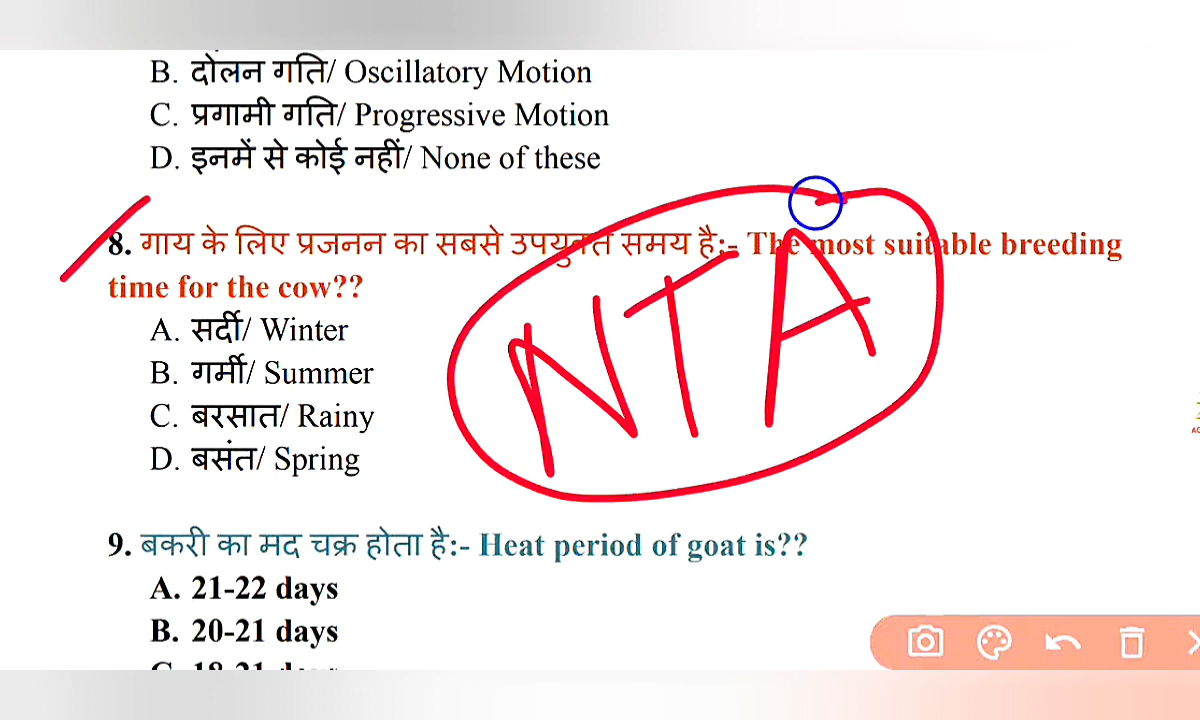 B. दोलन गति/ Oscillatory Motion
C. प्रगामी गति/ Progressive Motion
D. इनमें से कोई नहीं/ None of these
8. गाय के लिए प्रजनन का सबसे उपयुक्त समय है:- The most suitable breeding
time for the cow??
A. सर्दी/ Winter
B. गर्मी/ Summer
C. बरसात/ Rainy
D. बसंत/ Spring
NTA
9. बकरी का मद चक्र होता है:- Heat period of goat is??
A. 21-22 days
B. 20-21 days